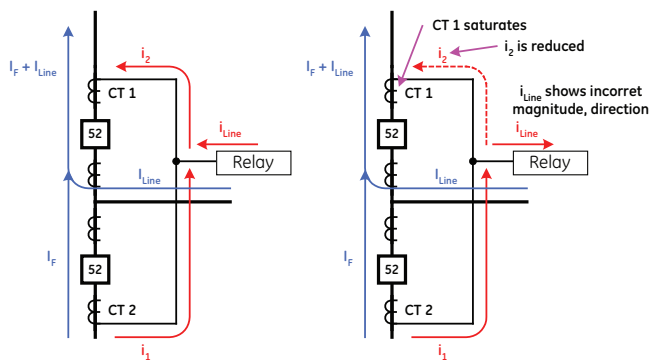 I_F + I_Line
i_2
CT 1
52
i_Line
Relay
I_Line
I_F
52
CT 2
i_1
CT 1 saturates
i_2 is reduced
I_F + I_Line
CT 1
i_Line shows incorret
magnitude, direction
52
i_Line
Relay
I_Line
I_F
52
CT 2
i_1